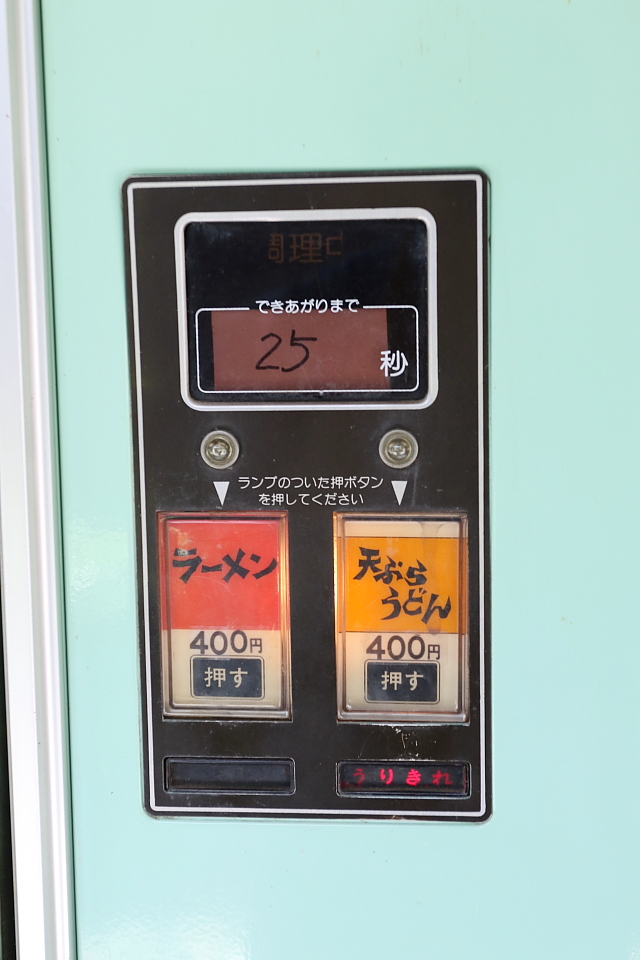 調理中
できあがりまで
25
秒
ランプのついた押ボタン
を押してください
ラーメン
400円
押す
天ぷら
うどん
400円
押す
うりきれ